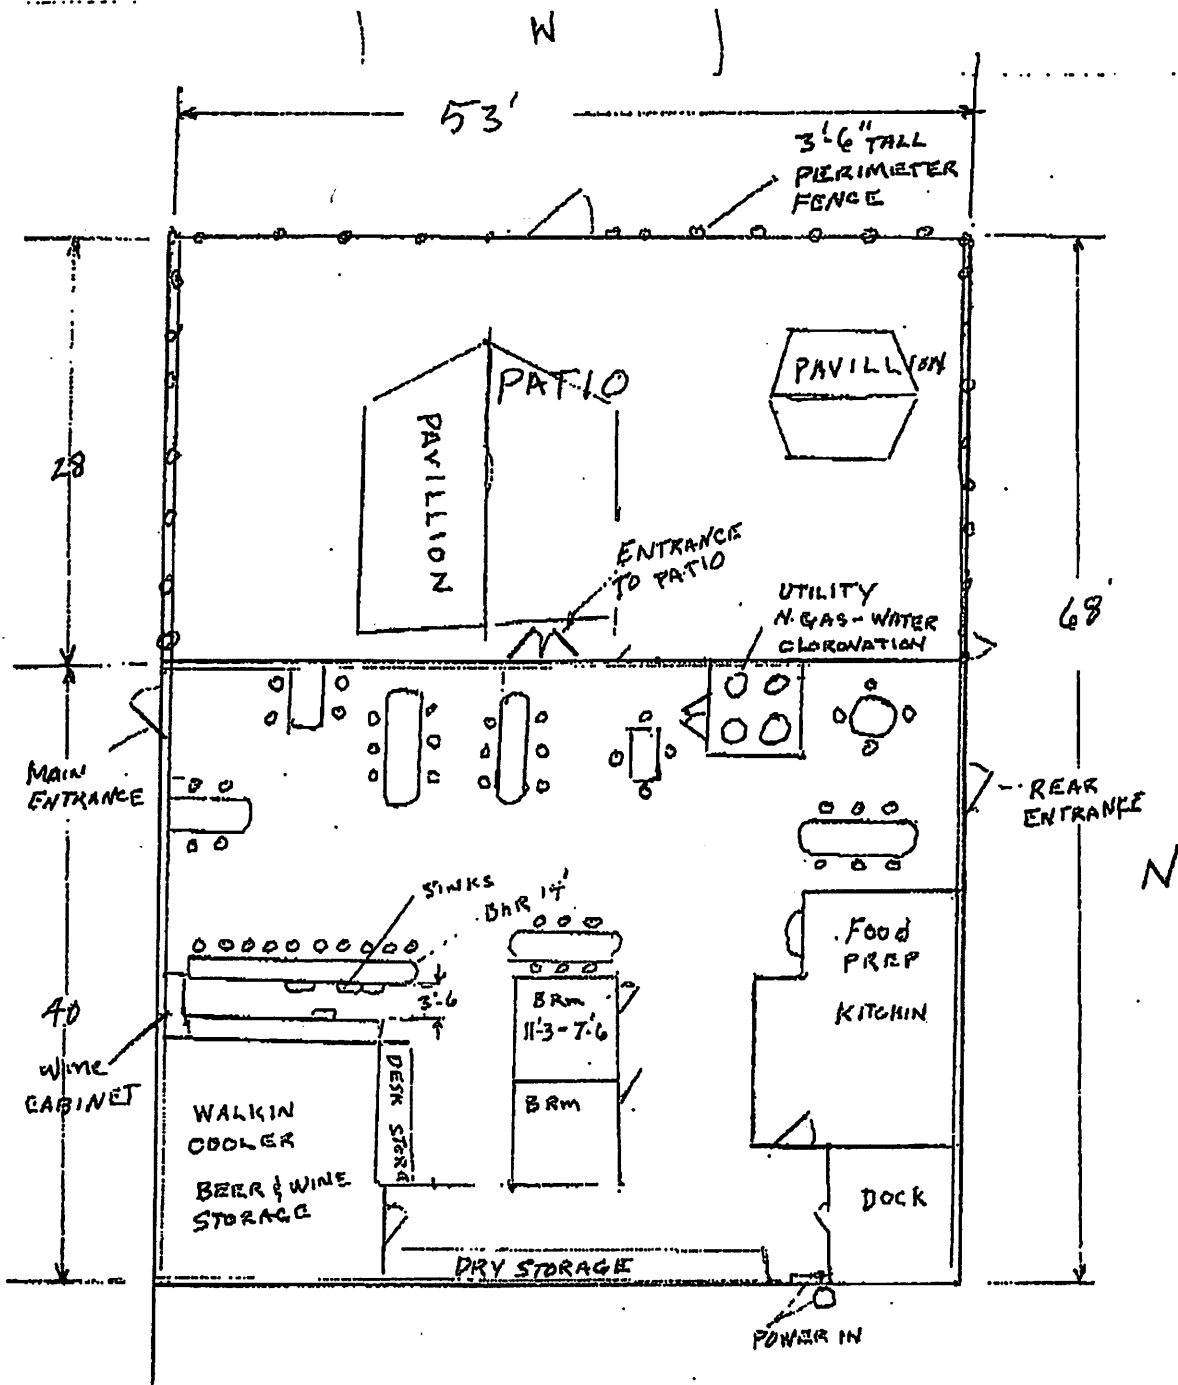 W
53'
3'-6" TALL
PERIMETER
FENCE
PAVILLION
PATIO
PAVILLION
28
ENTRANCE
TO PATIO
UTILITY
N. GAS - WATER
CLORONATION
68'
MAIN
ENTRANCE
REAR
ENTRANCE
N
SINKS
BAR 14'
FOOD
PREP
KITCHIN
3'-6
BRM
11'-3 - 7'-6
40
WINE
CABINET
DESK STORE
BRM
WALKIN
COOLER
BEER & WINE
STORAGE
DOCK
DRY STORAGE
POWER IN